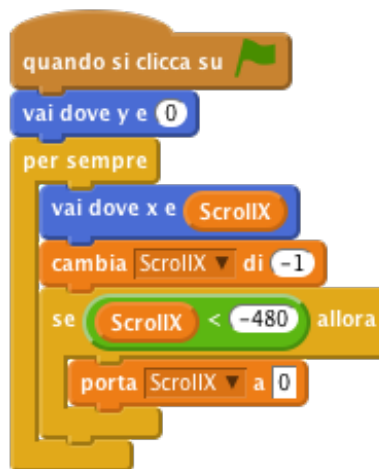 quando si clicca su
vai dove y e 0
per sempre
vai dove x e ScrollX
cambia ScrollX di -1
se ScrollX < -480 allora
porta ScrollX a 0